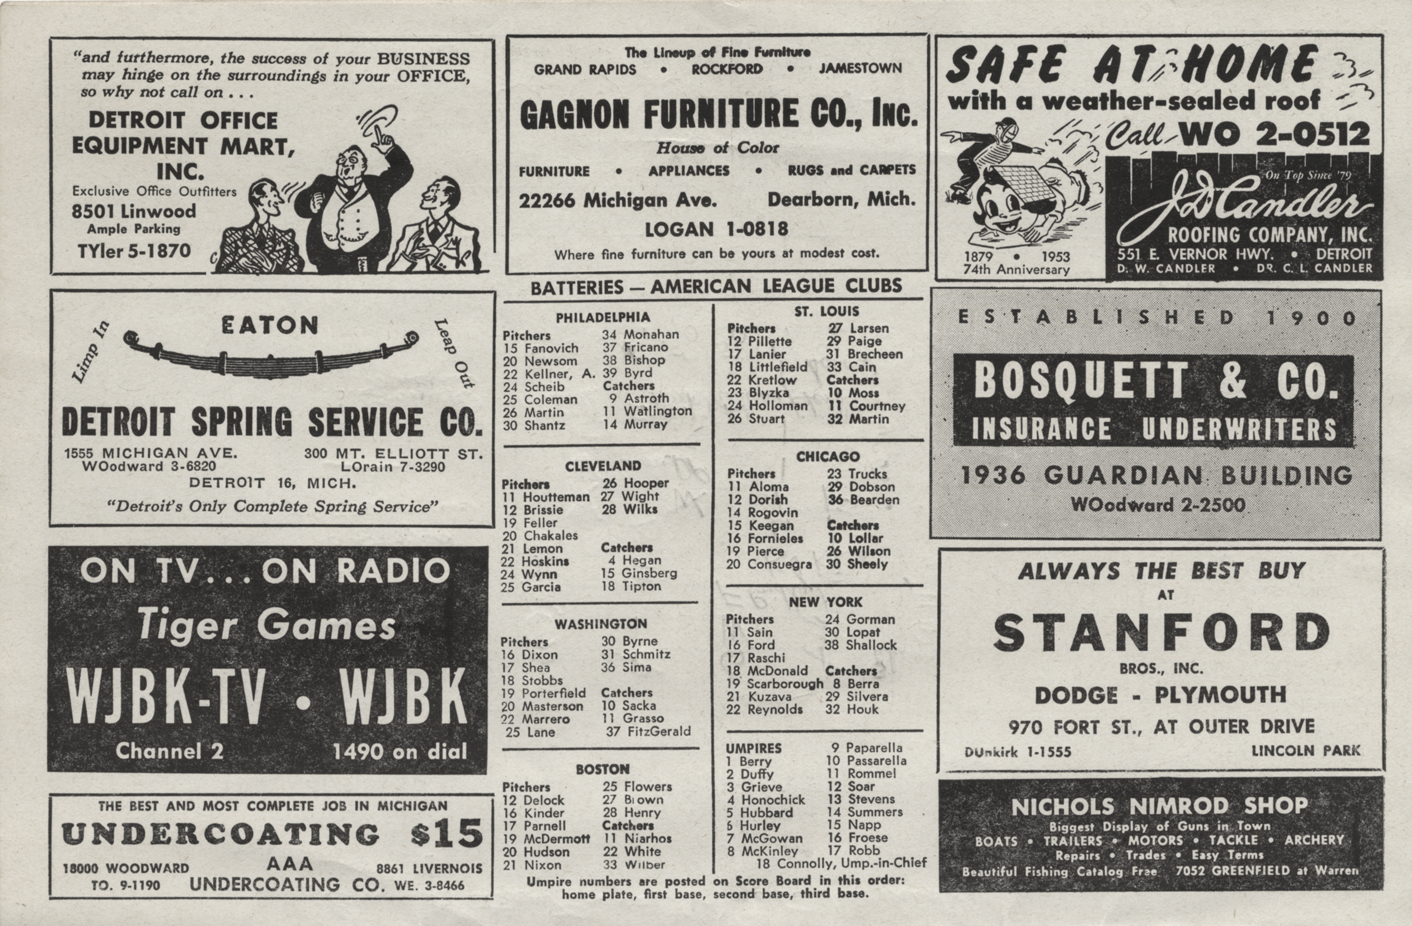 "and furthermore, the success of your BUSINESS
may hinge on the surroundings in your OFFICE,
so why not call on . . .
DETROIT OFFICE
EQUIPMENT MART,
INC.
Exclusive Office Outfitters
8501 Linwood
Ample Parking
TYler 5-1870
EATON
Limp In
Leap Out
DETROIT SPRING SERVICE CO.
1555 MICHIGAN AVE. 300 MT. ELLIOTT ST.
WOodward 3-6820 LOrain 7-3290
DETROIT 16, MICH.
"Detroit's Only Complete Spring Service"
ON TV...ON RADIO
Tiger Games
WJBK-TV • WJBK
Channel 2 1490 on dial
THE BEST AND MOST COMPLETE JOB IN MICHIGAN
UNDERCOATING $15
18000 WOODWARD AAA 8861 LIVERNOIS
TO. 9-1190 UNDERCOATING CO. WE. 3-8466
The Lineup of Fine Furniture
GRAND RAPIDS • ROCKFORD • JAMESTOWN
GAGNON FURNITURE CO., Inc.
House of Color
FURNITURE • APPLIANCES • RUGS and CARPETS
22266 Michigan Ave. Dearborn, Mich.
LOGAN 1-0818
Where fine furniture can be yours at modest cost.
BATTERIES — AMERICAN LEAGUE CLUBS
PHILADELPHIA
Pitchers 34 Monahan
15 Fanovich 37 Fricano
20 Newsom 38 Bishop
22 Kellner, A. 39 Byrd
24 Scheib Catchers
25 Coleman 9 Astroth
26 Martin 11 Watlington
30 Shantz 14 Murray
CLEVELAND
Pitchers 26 Hooper
11 Houtteman 27 Wight
12 Brissie 28 Wilks
19 Feller
20 Chakales
21 Lemon Catchers
22 Hoskins 4 Hegan
24 Wynn 15 Ginsberg
25 Garcia 18 Tipton
WASHINGTON
Pitchers 30 Byrne
16 Dixon 31 Schmitz
17 Shea 36 Sima
18 Stobbs
19 Porterfield Catchers
20 Masterson 10 Sacka
22 Marrero 11 Grasso
25 Lane 37 FitzGerald
BOSTON
Pitchers 25 Flowers
12 Delock 27 Brown
16 Kinder 28 Henry
17 Parnell Catchers
19 McDermott 11 Niarhos
20 Hudson 22 White
21 Nixon 33 Wilber
ST. LOUIS
Pitchers 27 Larsen
12 Pillette 29 Paige
17 Lanier 31 Brecheen
18 Littlefield 33 Cain
22 Kretlow Catchers
23 Blyzka 10 Moss
24 Holloman 11 Courtney
26 Stuart 32 Martin
CHICAGO
Pitchers 23 Trucks
11 Aloma 29 Dobson
12 Dorish 36 Bearden
14 Rogovin
15 Keegan Catchers
16 Fornieles 10 Lollar
19 Pierce 26 Wilson
20 Consuegra 30 Sheely
NEW YORK
Pitchers 24 Gorman
11 Sain 30 Lopat
16 Ford 38 Shallock
17 Raschi
18 McDonald Catchers
19 Scarborough 8 Berra
21 Kuzava 29 Silvera
22 Reynolds 32 Houk
UMPIRES 9 Paparella
1 Berry 10 Passarella
2 Duffy 11 Rommel
3 Grieve 12 Soar
4 Honochick 13 Stevens
5 Hubbard 14 Summers
6 Hurley 15 Napp
7 McGowan 16 Froese
8 McKinley 17 Robb
18 Connolly, Ump.-in-Chief
Umpire numbers are posted on Score Board in this order:
home plate, first base, second base, third base.
SAFE AT HOME
with a weather-sealed roof
Call WO 2-0512
On Top Since '79
JD Candler
ROOFING COMPANY, INC.
551 E. VERNOR HWY. • DETROIT
D. W. CANDLER • DR. C. L. CANDLER
1879 • 1953
74th Anniversary
ESTABLISHED 1900
BOSQUETT & CO.
INSURANCE UNDERWRITERS
1936 GUARDIAN BUILDING
WOodward 2-2500
ALWAYS THE BEST BUY
AT
STANFORD
BROS., INC.
DODGE - PLYMOUTH
970 FORT ST., AT OUTER DRIVE
DUnkirk 1-1555 LINCOLN PARK
NICHOLS NIMROD SHOP
Biggest Display of Guns in Town
BOATS • TRAILERS • MOTORS • TACKLE • ARCHERY
Repairs • Trades • Easy Terms
Beautiful Fishing Catalog Free 7052 GREENFIELD at Warren